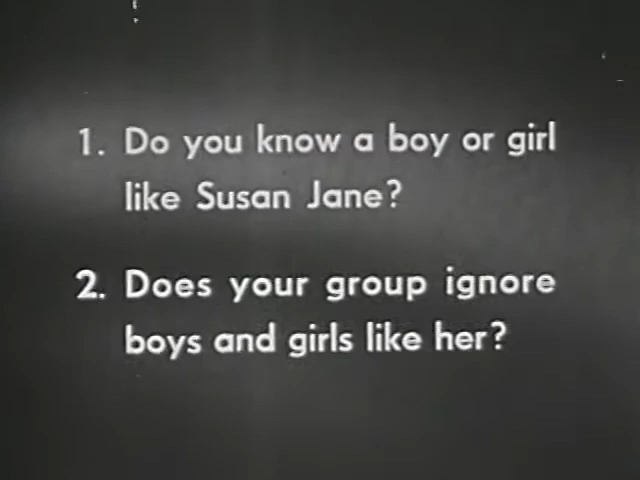 1. Do you know a boy or girl
like Susan Jane?
2. Does your group ignore
boys and girls like her?